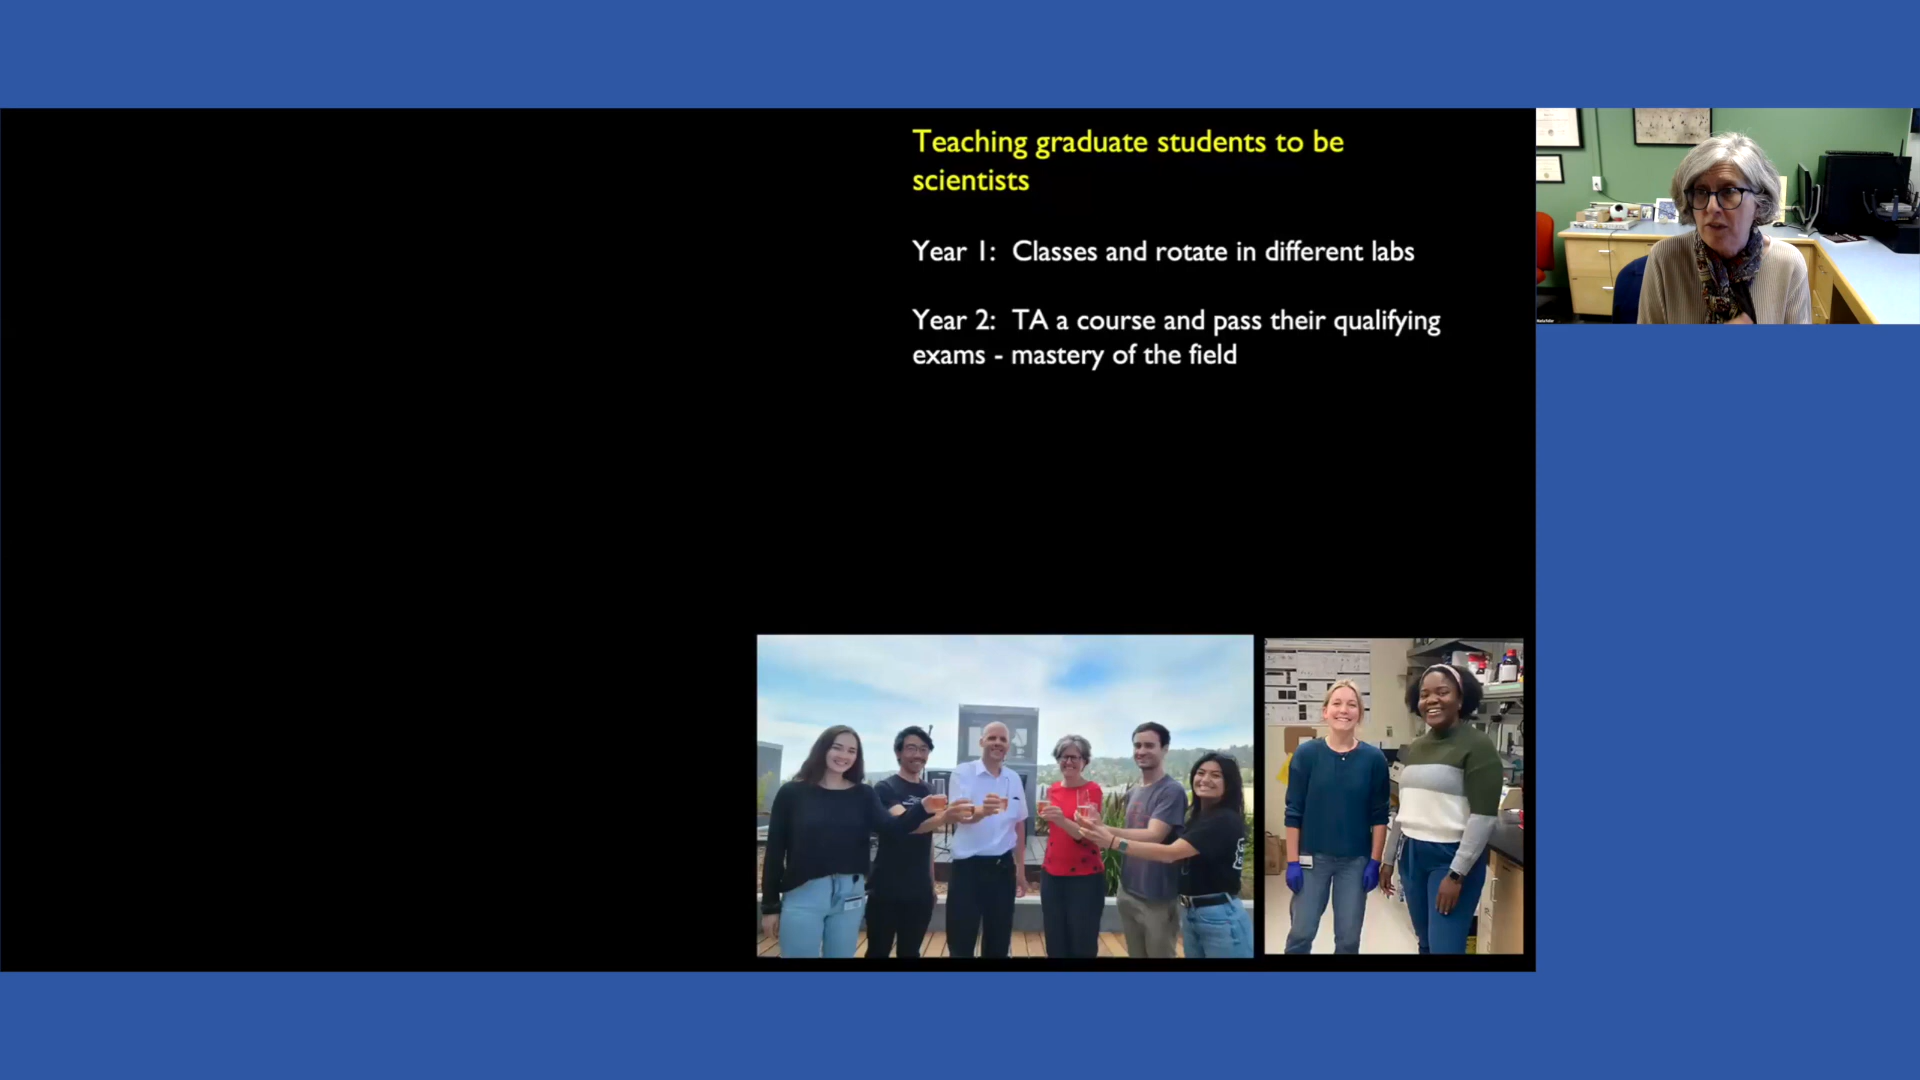 Teaching graduate students to be
scientists
Year 1: Classes and rotate in different labs
Year 2: TA a course and pass their qualifying
exams - mastery of the field